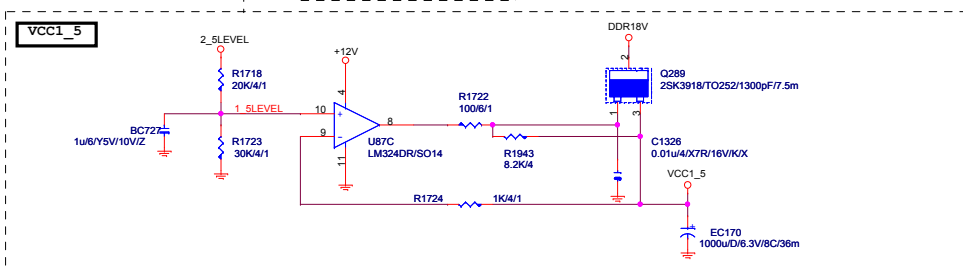 VCC1_5
2_5LEVEL
DDR18V
+12V
2
Q289
2SK3918/TO252/1300pF/7.5m
R1718
20K/4/1
4
R1722
100/6/1
1_5LEVEL
10
+
8
1
3
BC727
1u/6/Y5V/10V/Z
9
-
U87C
LM324DR/SO14
R1723
30K/4/1
11
R1943
8.2K/4
C1326
0.01u/4/X7R/16V/K/X
VCC1_5
R1724
1K/4/1
+
EC170
1000u/D/6.3V/8C/36m